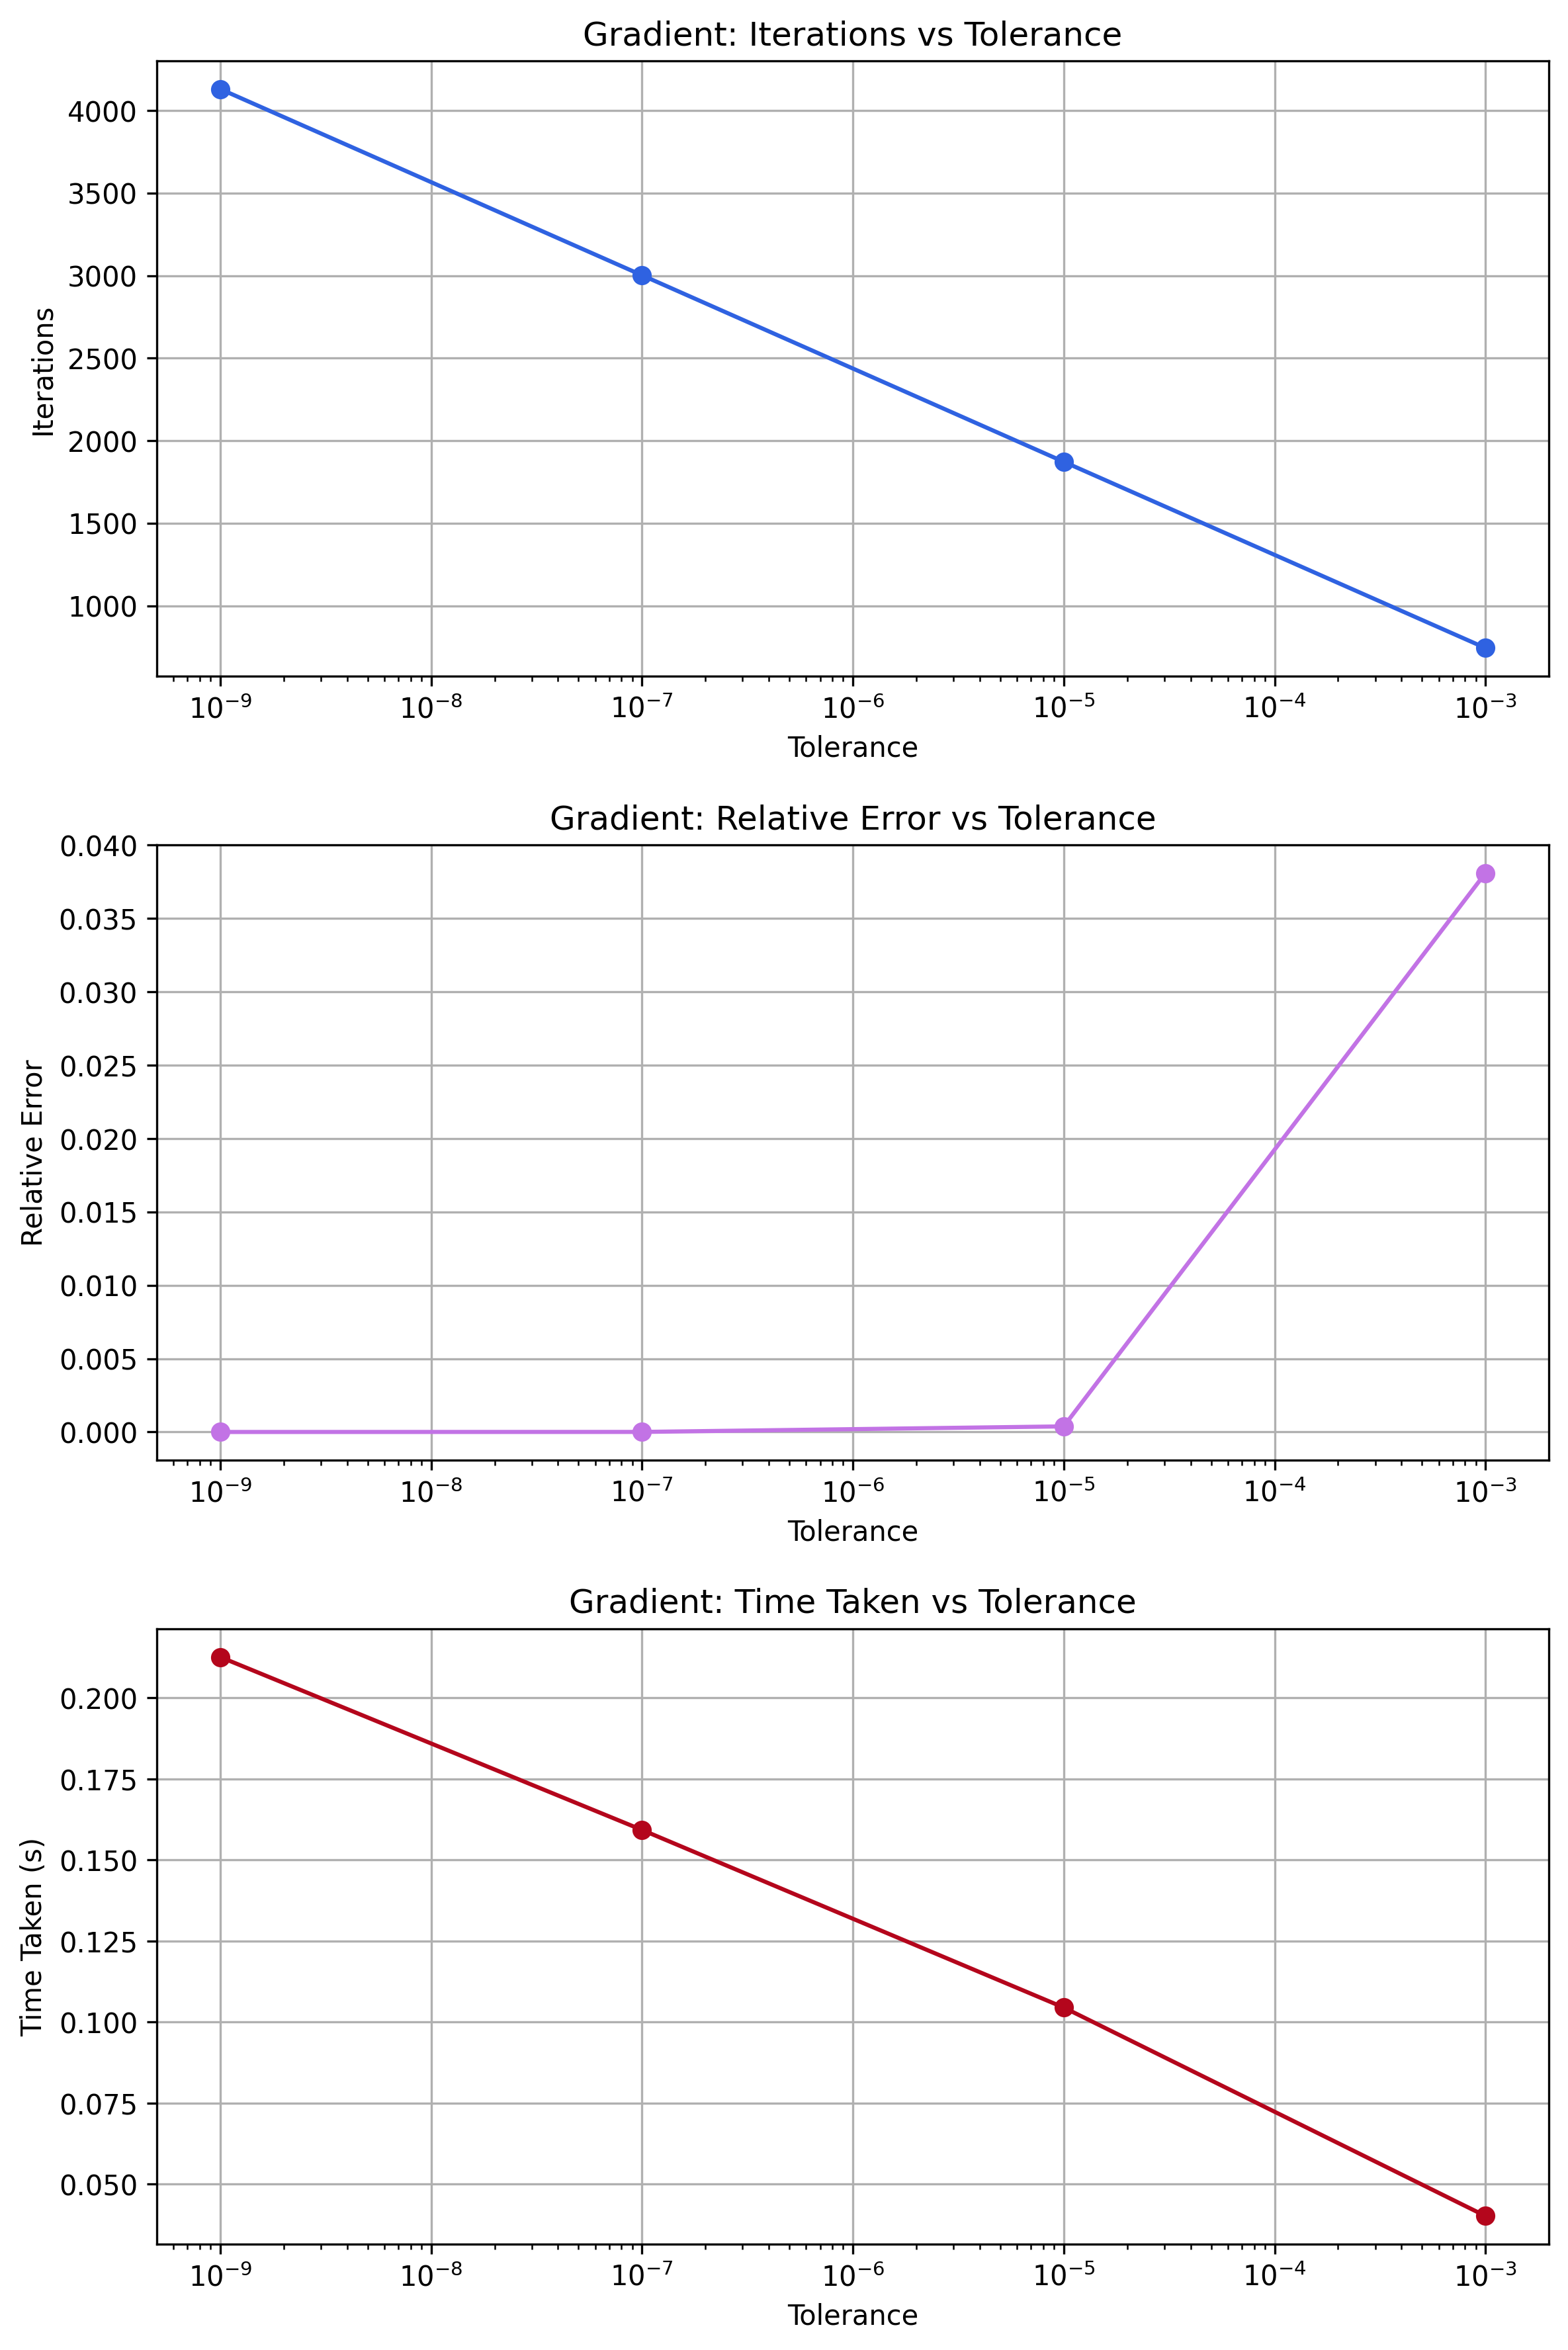 Gradient: Iterations vs Tolerance
4000
3500
3000
2500
2000
1500
1000
Iterations
10⁻⁹ 10⁻⁸ 10⁻⁷ 10⁻⁶ 10⁻⁵ 10⁻⁴ 10⁻³
Tolerance
Gradient: Relative Error vs Tolerance
0.040
0.035
0.030
0.025
0.020
0.015
0.010
0.005
0.000
Relative Error
10⁻⁹ 10⁻⁸ 10⁻⁷ 10⁻⁶ 10⁻⁵ 10⁻⁴ 10⁻³
Tolerance
Gradient: Time Taken vs Tolerance
0.200
0.175
0.150
0.125
0.100
0.075
0.050
Time Taken (s)
10⁻⁹ 10⁻⁸ 10⁻⁷ 10⁻⁶ 10⁻⁵ 10⁻⁴ 10⁻³
Tolerance